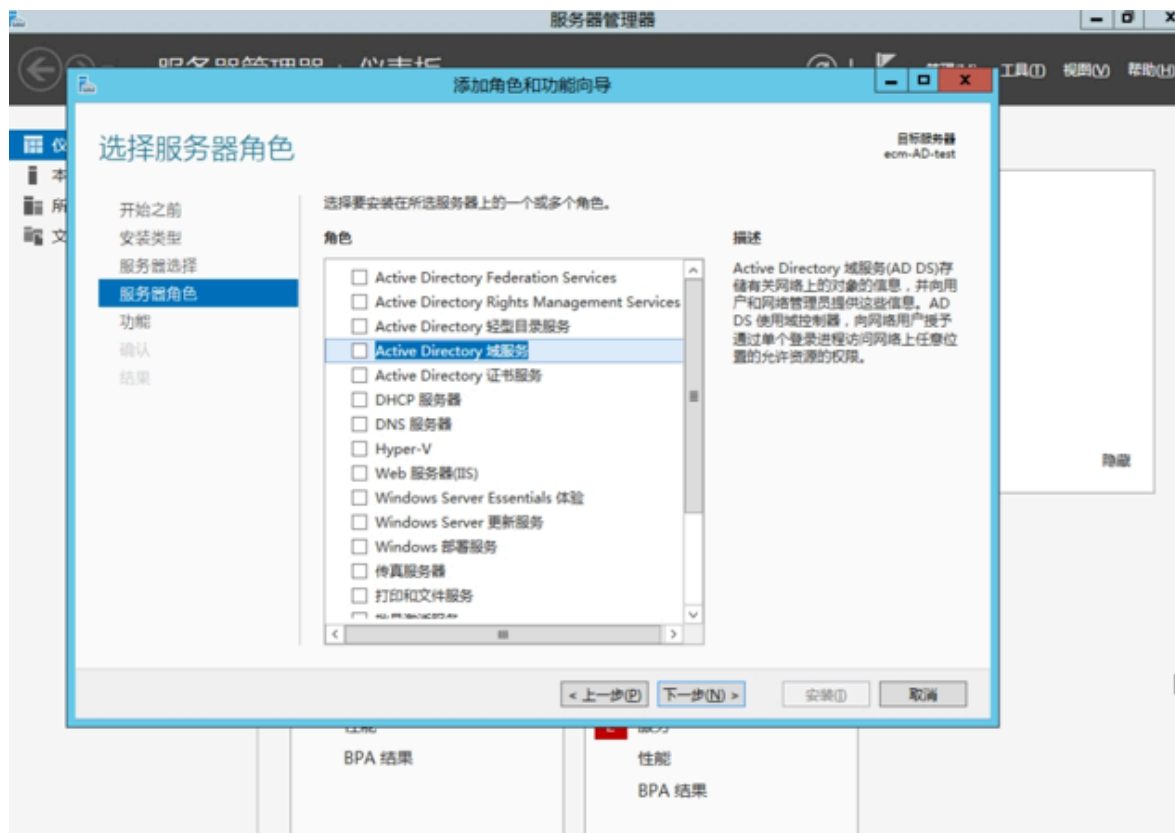 服务器管理器
工具(T) 视图(V) 帮助(H)
添加角色和功能向导
选择服务器角色
目标服务器
ecm-AD-test
开始之前
安装类型
服务器选择
服务器角色
功能
确认
结果
选择要安装在所选服务器上的一个或多个角色。
角色
Active Directory Federation Services
Active Directory Rights Management Services
Active Directory 轻型目录服务
Active Directory 域服务
Active Directory 证书服务
DHCP 服务器
DNS 服务器
Hyper-V
Web 服务器(IIS)
Windows Server Essentials 体验
Windows Server 更新服务
Windows 部署服务
传真服务器
打印和文件服务
描述
Active Directory 域服务(AD DS)存
储有关网络上的对象的信息，并向用
户和网络管理员提供这些信息。AD
DS 使用域控制器，向网络用户授予
通过单个登录进程访问网络上任意位
置的允许资源的权限。
隐藏
< 上一步(P) 下一步(N) > 安装(I) 取消
BPA 结果
性能
BPA 结果